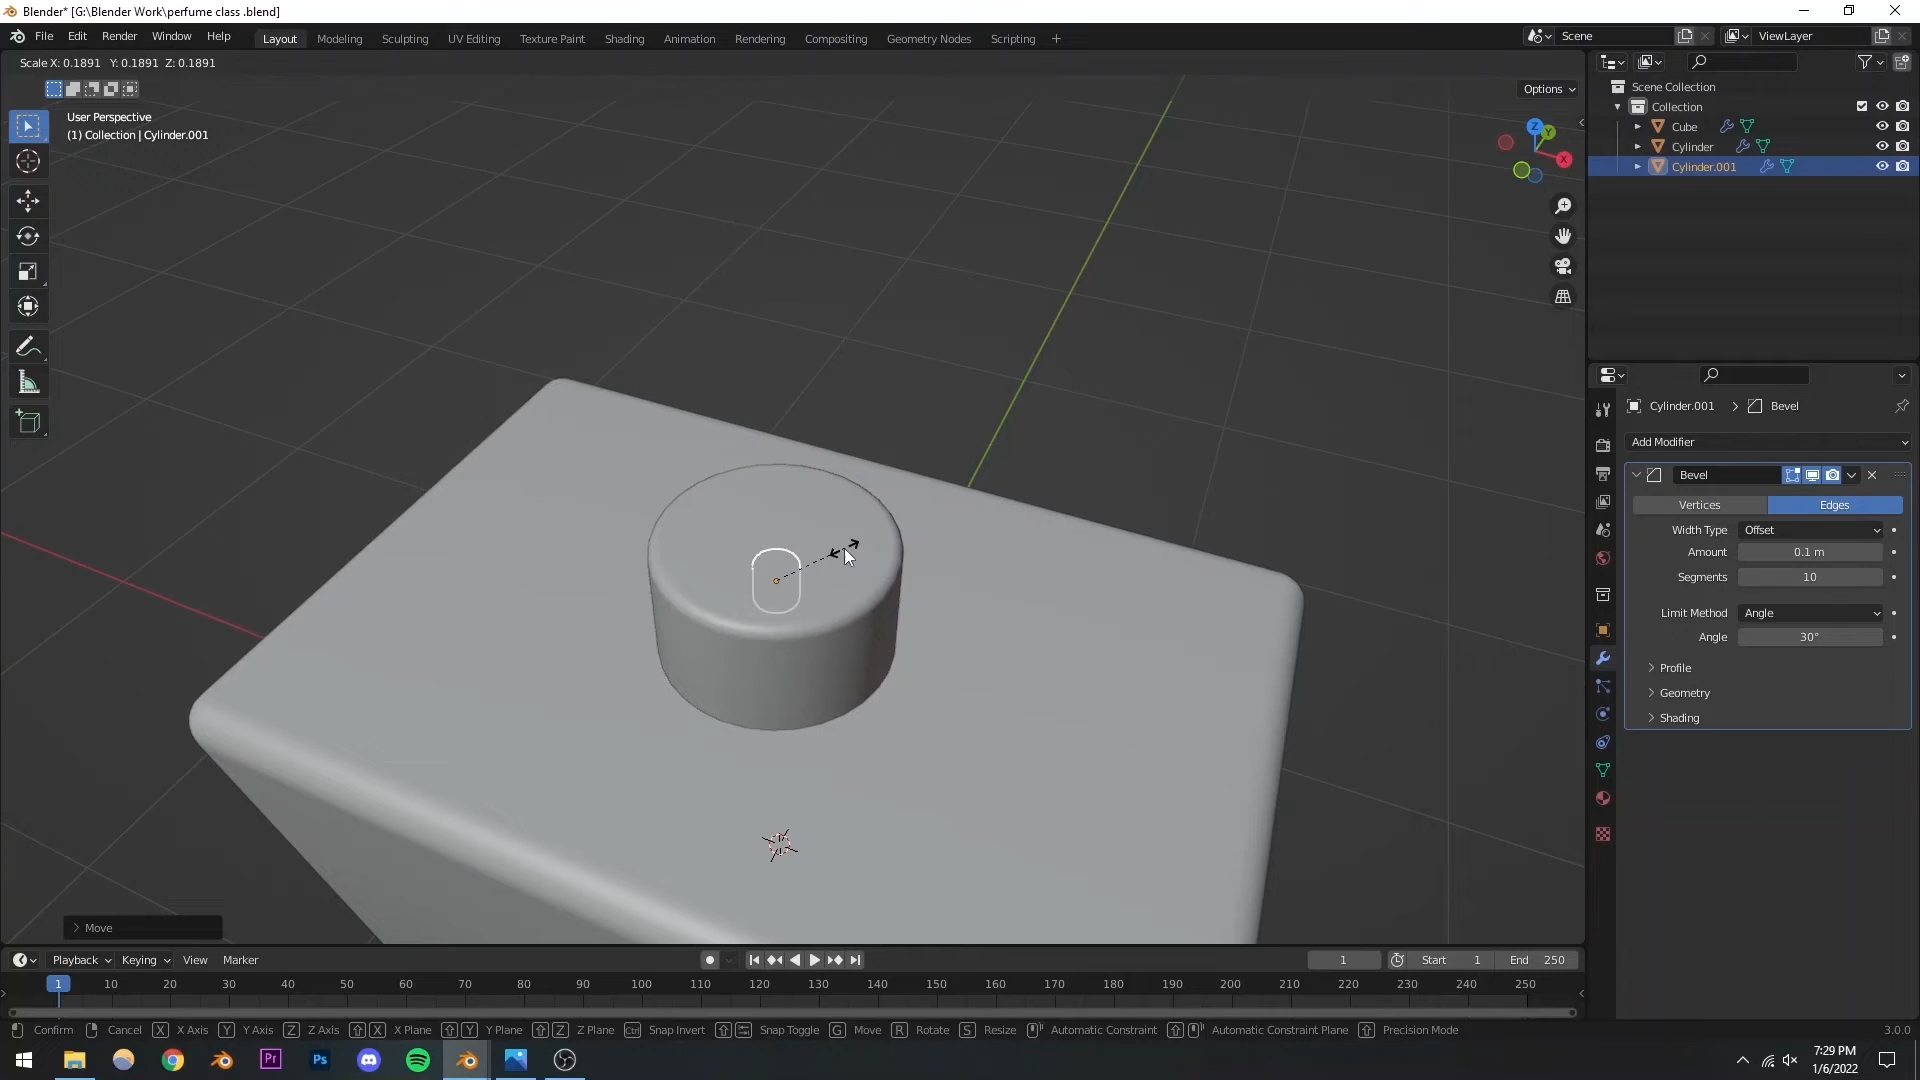 Blender* [G:\Blender Work\perfume class .blend]
File Edit Render Window Help Layout Modeling Sculpting UV Editing Texture Paint Shading Animation Rendering Compositing Geometry Nodes Scripting + Scene ViewLayer
Scale X: 0.1891 Y: 0.1891 Z: 0.1891
Options
User Perspective
(1) Collection | Cylinder.001
Z Y X
Scene Collection
Collection
Cube
Cylinder
Cylinder.001
Cylinder.001 > Bevel
Add Modifier
Bevel
Vertices Edges
Width Type Offset
Amount 0.1 m
Segments 10
Limit Method Angle
Angle 30°
Profile
Geometry
Shading
> Move
Playback Keying View Marker 1 Start 1 End 250
1 10 20 30 40 50 60 70 80 90 100 110 120 130 140 150 160 170 180 190 200 210 220 230 240 250
Confirm Cancel X X Axis Y Y Axis Z Z Axis X X Plane Y Y Plane Z Z Plane Ctrl Snap Invert Snap Toggle G Move R Rotate S Resize Automatic Constraint Automatic Constraint Plane Precision Mode 3.0.0
Pr Ps
7:29 PM
1/6/2022